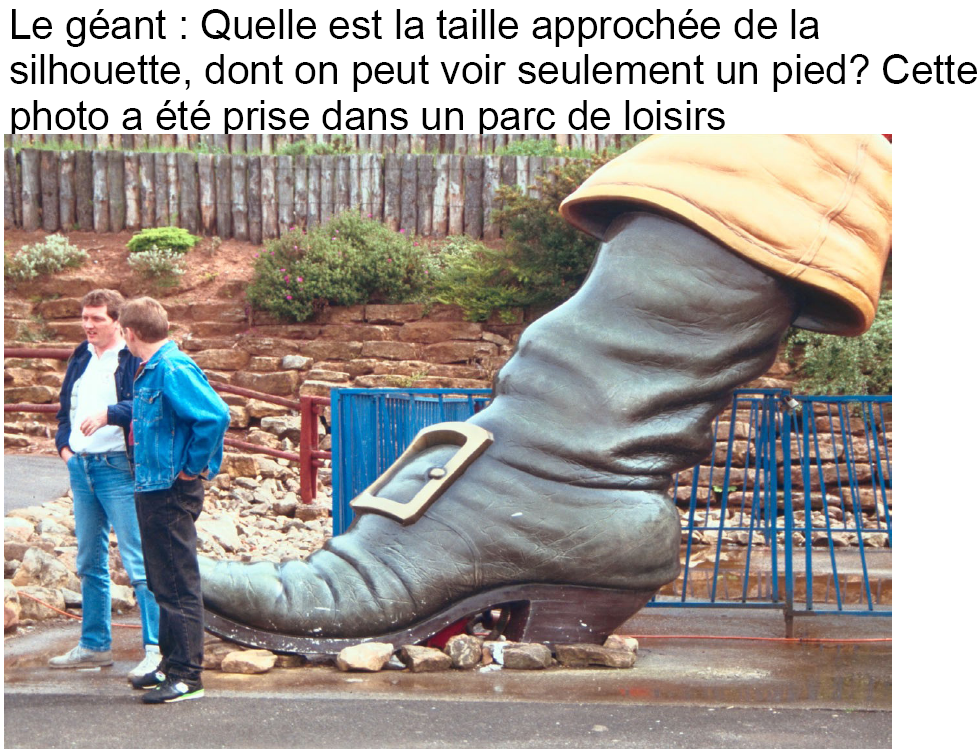 Le géant : Quelle est la taille approchée de la
silhouette, dont on peut voir seulement un pied? Cette
photo a été prise dans un parc de loisirs